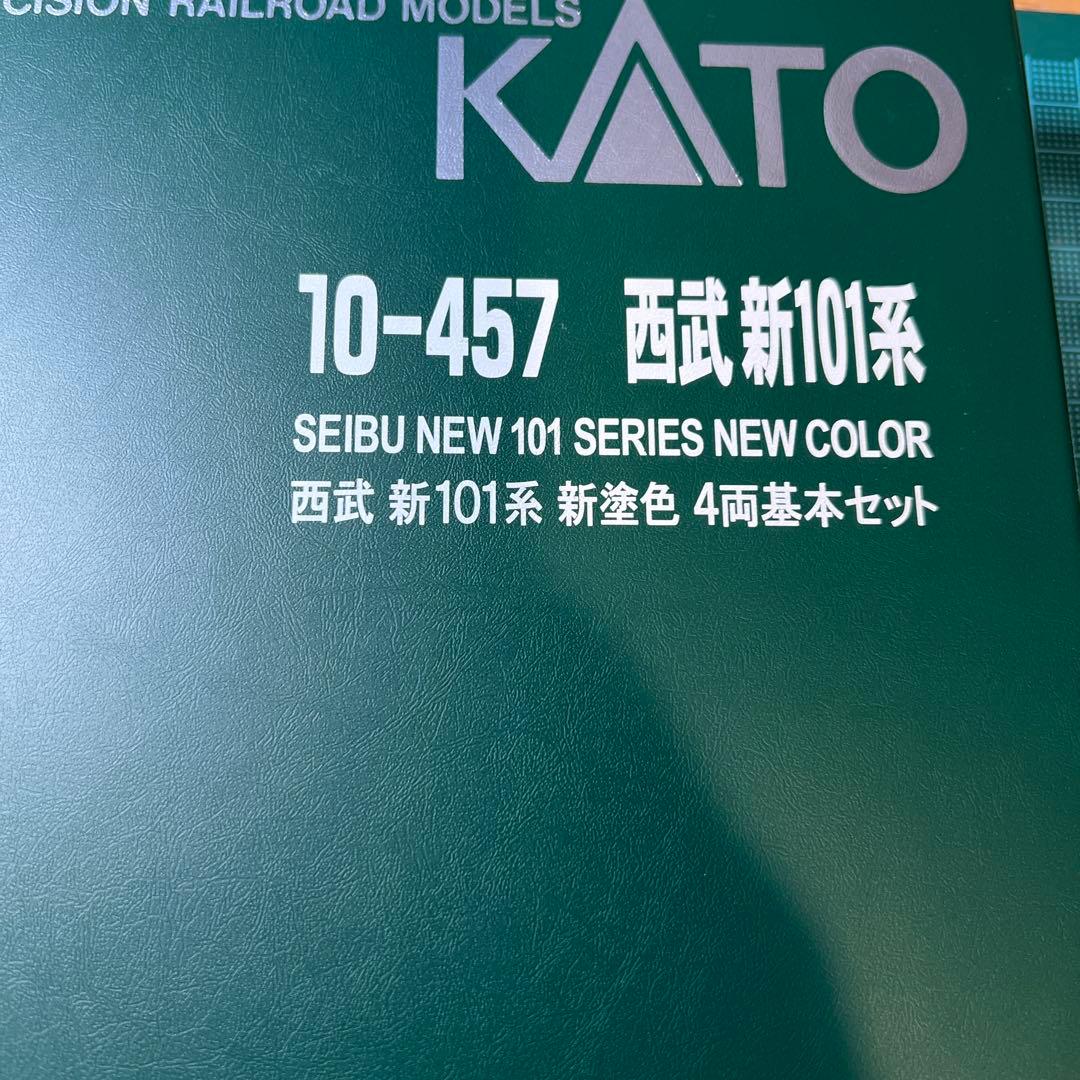 CISION RAILROAD MODELS
KATO
10-457 西武 新101系
SEIBU NEW 101 SERIES NEW COLOR
西武 新101系 新塗色 4両基本セット